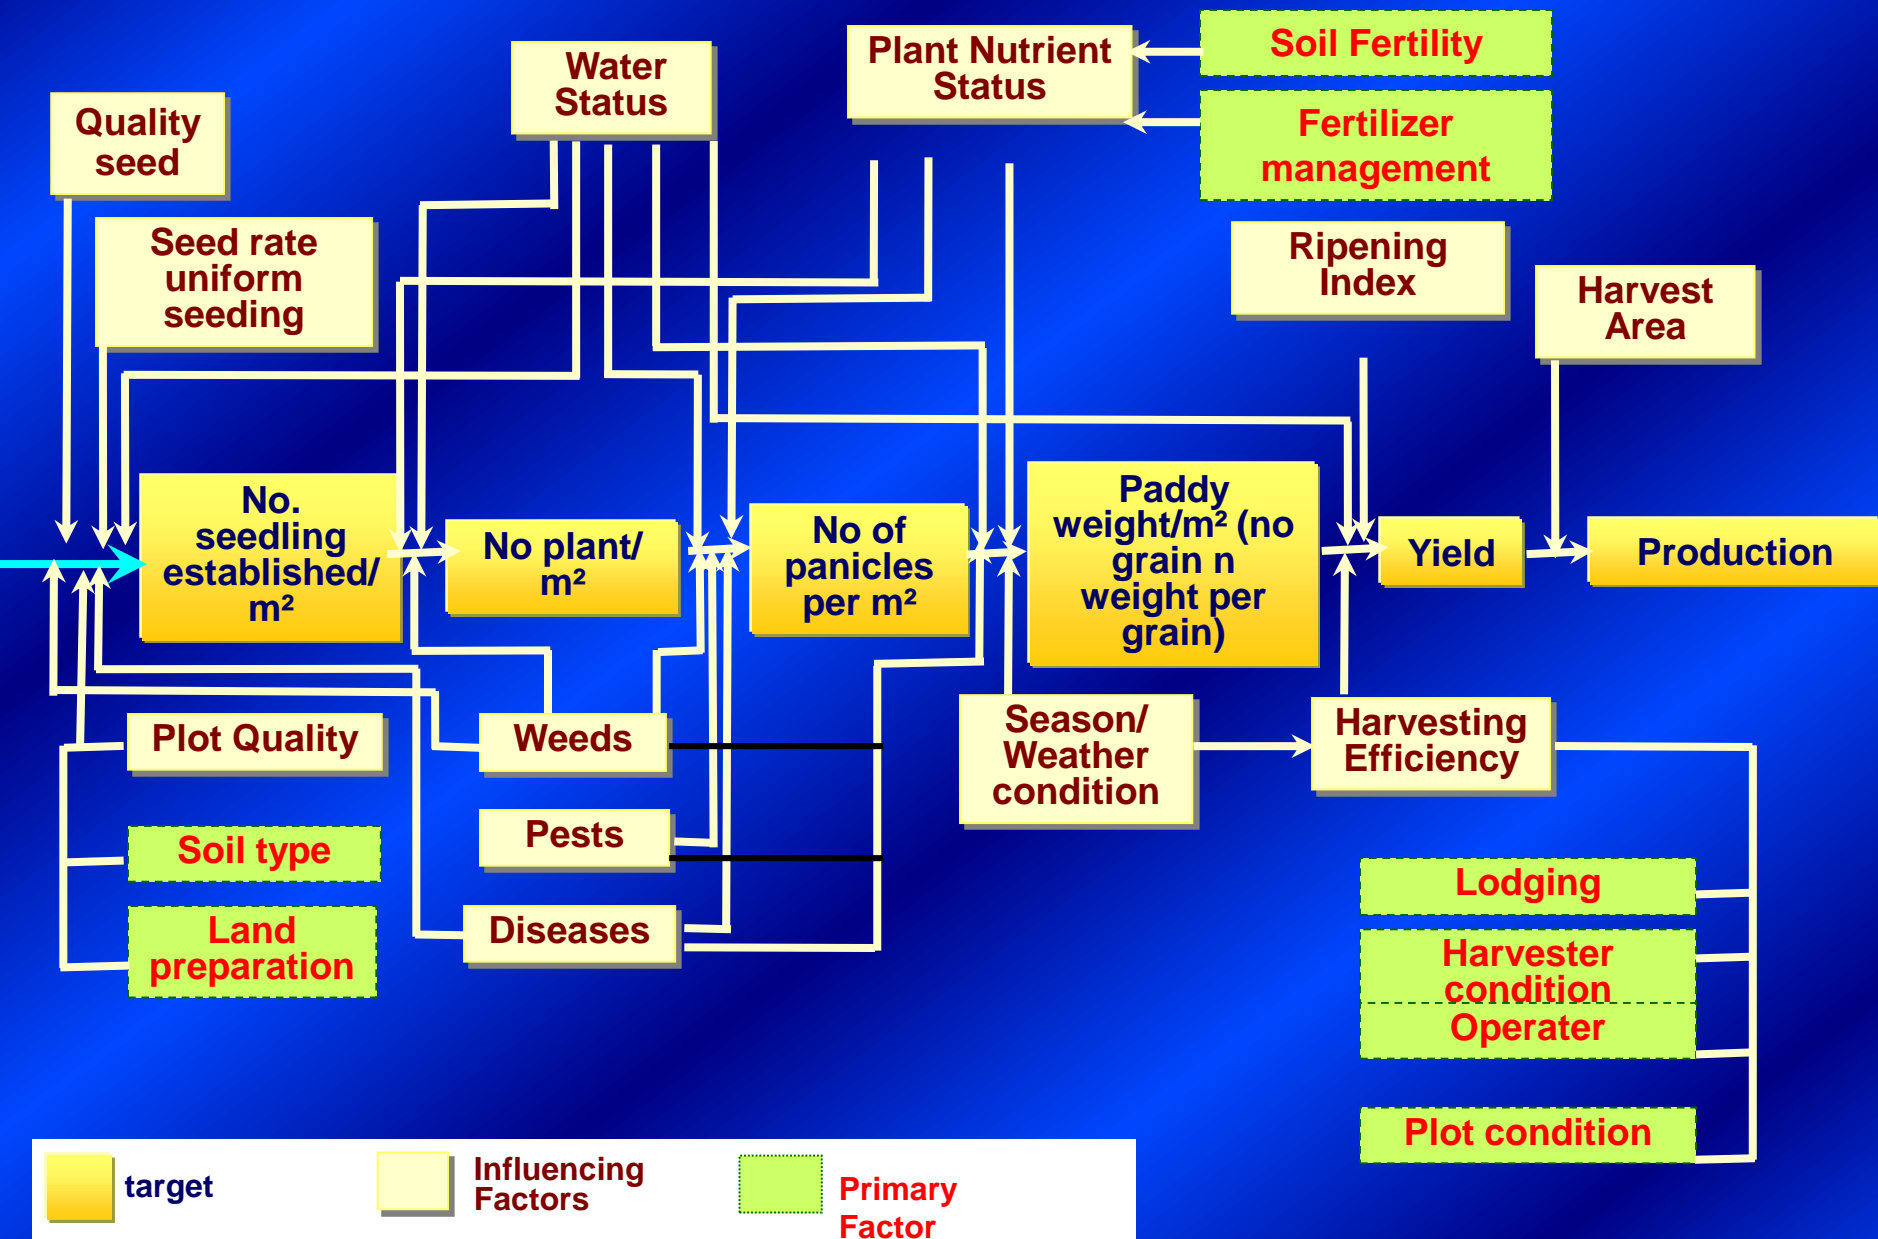 Quality
seed
Seed rate
uniform
seeding
Water
Status
Plant Nutrient
Status
Soil Fertility
Fertilizer
management
Ripening
Index
Harvest
Area
No.
seedling
established/
m²
No plant/
m²
No of
panicles
per m²
Paddy
weight/m² (no
grain n
weight per
grain)
Yield
Production
Plot Quality
Soil type
Land
preparation
Weeds
Pests
Diseases
Season/
Weather
condition
Harvesting
Efficiency
Lodging
Harvester
condition
Operater
Plot condition
target
Influencing
Factors
Primary
Factor